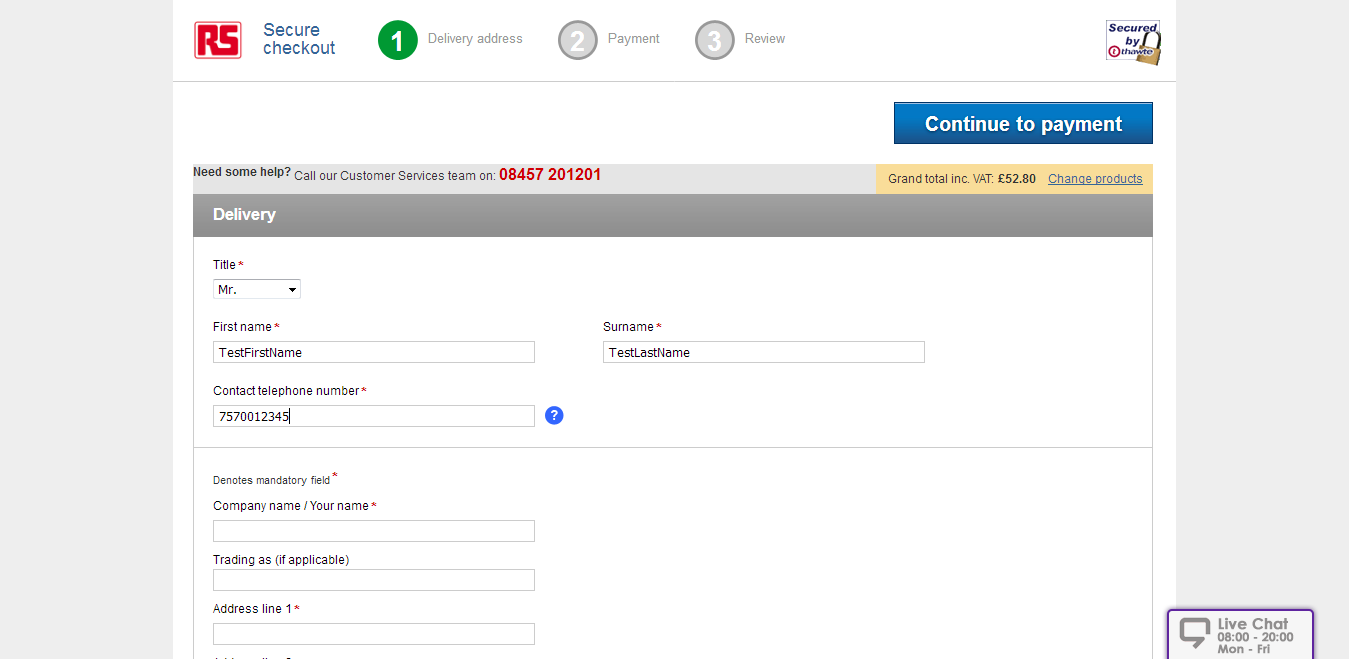 RS
Secure
checkout
1 Delivery address
2 Payment
3 Review
Secured
by
thawte
Continue to payment
Need some help? Call our Customer Services team on: 08457 201201
Grand total inc. VAT: £52.80 Change products
Delivery
Title*
Mr.
First name* Surname*
TestFirstName TestLastName
Contact telephone number*
7570012345 ?
Denotes mandatory field*
Company name / Your name*
Trading as (if applicable)
Address line 1*
Live Chat
08:00 - 20:00
Mon - Fri